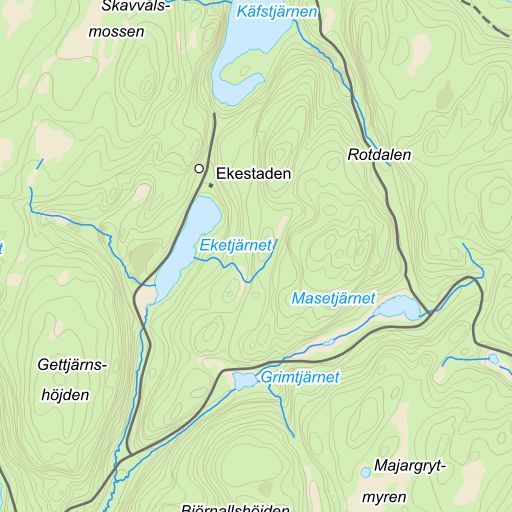 Skavvåls-
mossen
Käfstjärnen
Rotdalen
Ekestaden
Eketjärnet
Masetjärnet
Gettjärns-
höjden
Grimtjärnet
Majargryt-
myren
Björnallshöjden